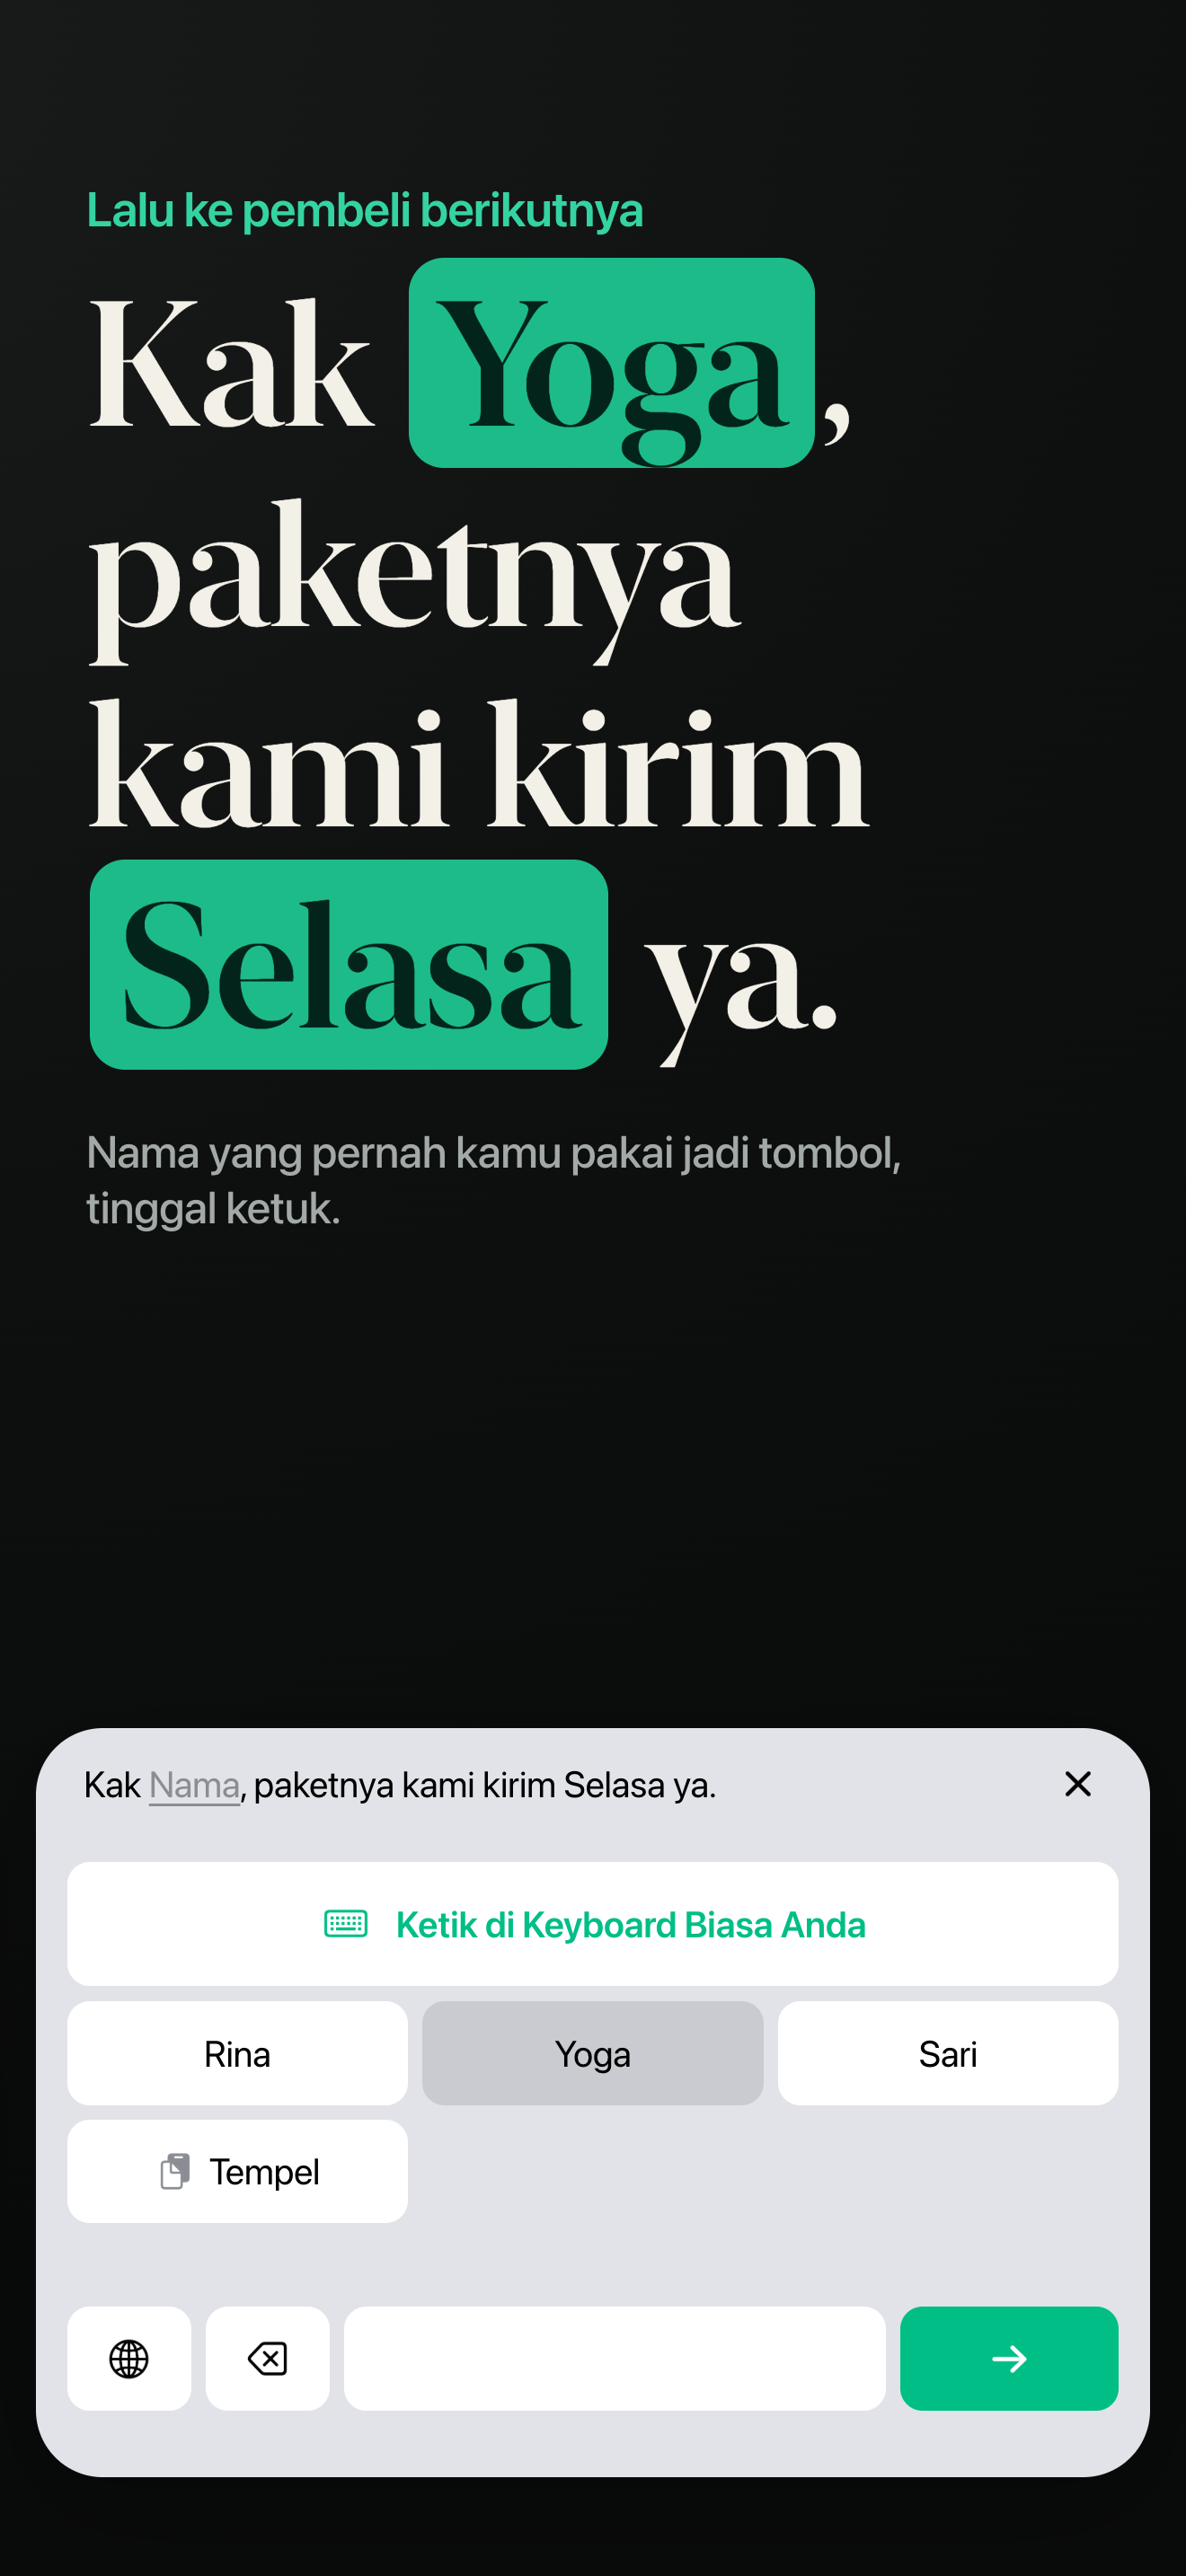 Lalu ke pembeli berikutnya
Kak Yoga,
paketnya
kami kirim
Selasa ya.
Nama yang pernah kamu pakai jadi tombol,
tinggal ketuk.
Kak Nama, paketnya kami kirim Selasa ya.
Ketik di Keyboard Biasa Anda
Rina
Yoga
Sari
Tempel